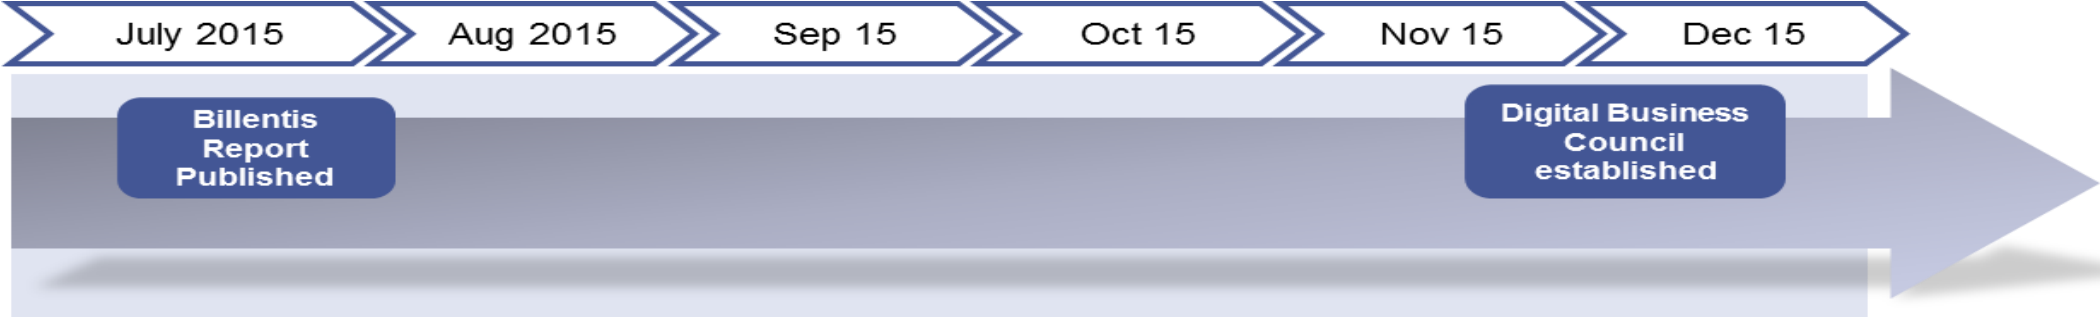 July 2015
Aug 2015
Sep 15
Oct 15
Nov 15
Dec 15
Billentis
Report
Published
Digital Business
Council
established